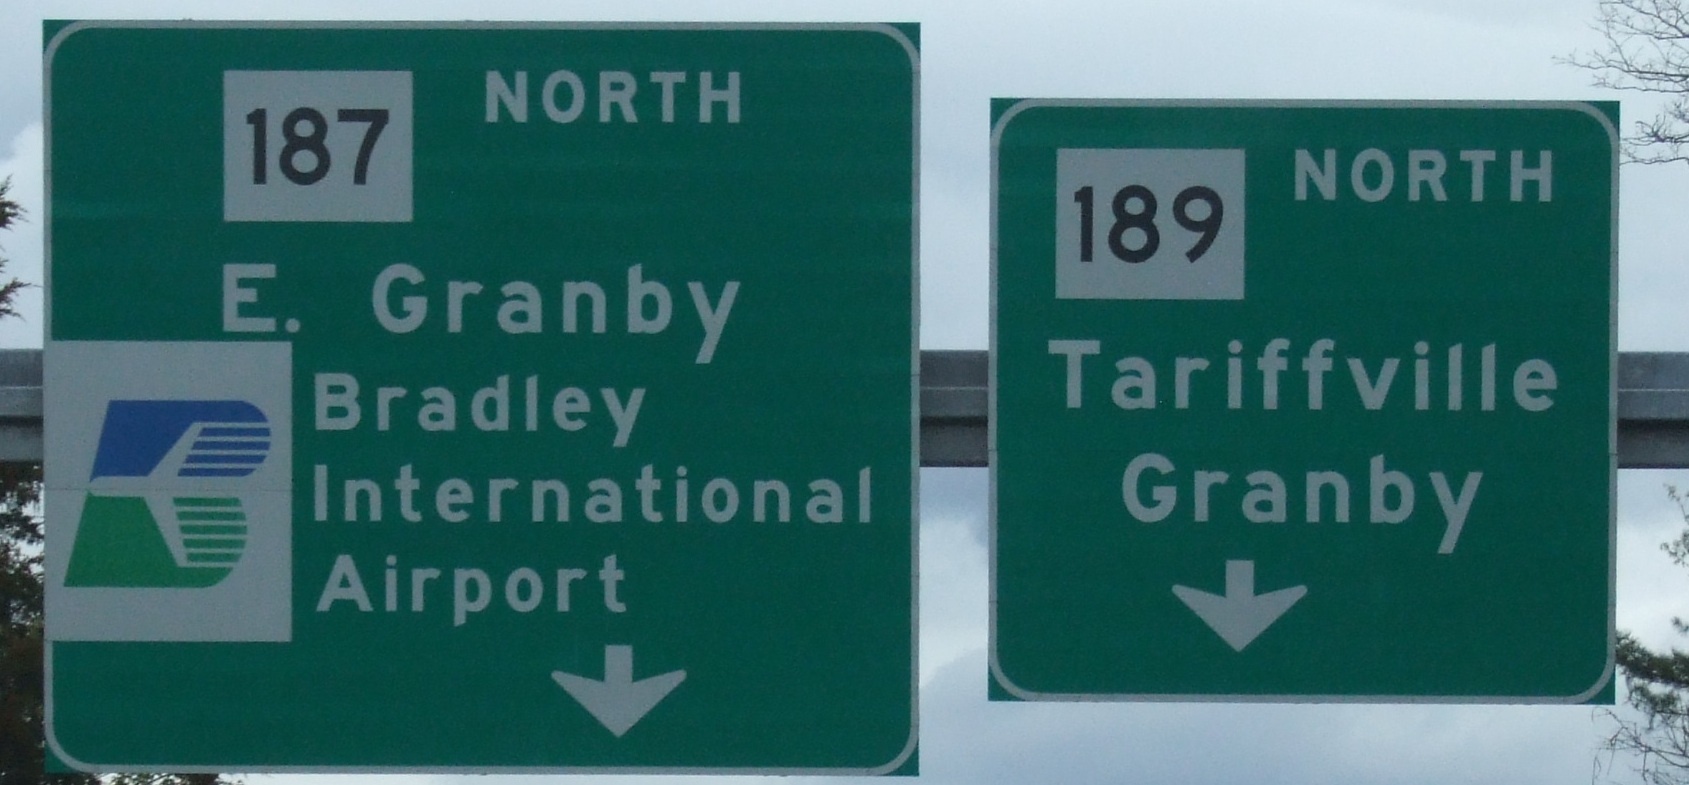 187 NORTH
E. Granby
Bradley
International
Airport
189 NORTH
Tariffville
Granby